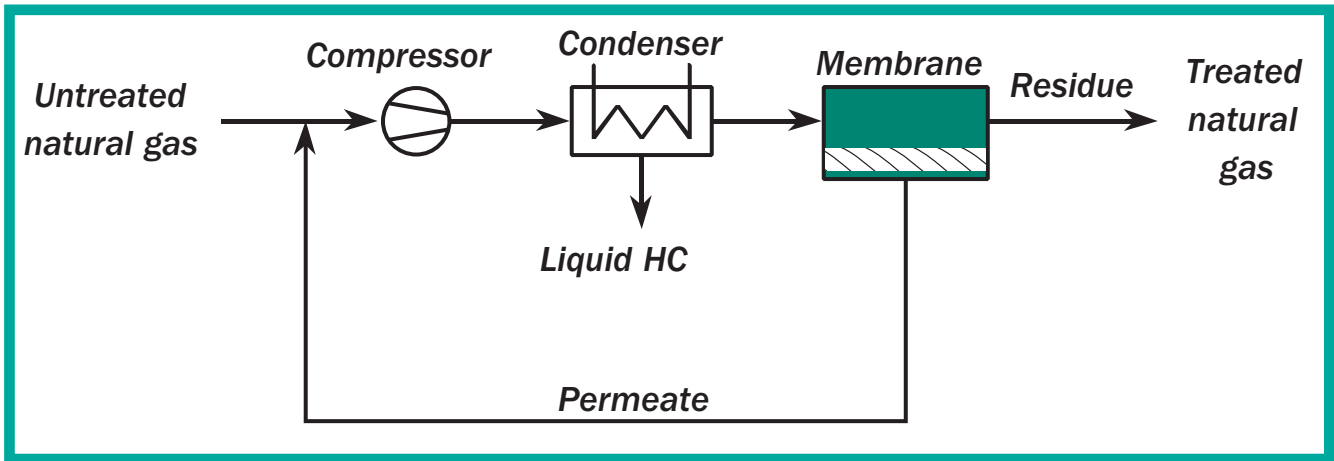 Untreated
natural gas
Compressor
Condenser
Membrane
Residue
Treated
natural
gas
Liquid HC
Permeate